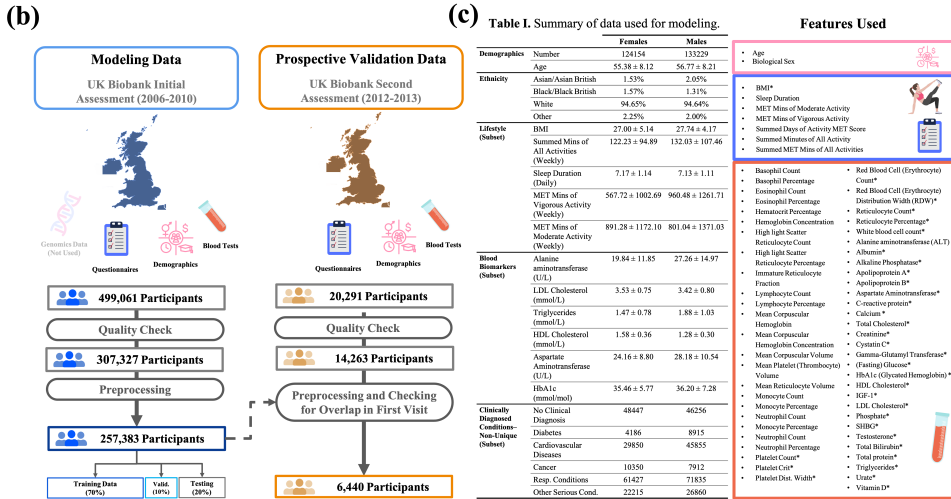 (b)
Modeling Data
UK Biobank Initial
Assessment (2006-2010)
Prospective Validation Data
UK Biobank Second
Assessment (2012-2013)
Genomics Data
(Not Used)
Questionnaires
Demographics
Blood Tests
Questionnaires
Demographics
Blood Tests
499,061 Participants
Quality Check
307,327 Participants
Preprocessing
257,383 Participants
Training Data
(70%)
Valid.
(10%)
Testing
(20%)
20,291 Participants
Quality Check
14,263 Participants
Preprocessing and Checking
for Overlap in First Visit
6,440 Participants
(c)
Table I. Summary of data used for modeling.
Females Males
Demographics Number 124154 133229
Age 55.38 ± 8.12 56.77 ± 8.21
Ethnicity Asian/Asian British 1.53% 2.05%
Black/Black British 1.57% 1.31%
White 94.65% 94.64%
Other 2.25% 2.00%
Lifestyle BMI 27.00 ± 5.14 27.74 ± 4.17
(Subset) Summed Mins of 122.23 ± 94.89 132.03 ± 107.46
All Activities
(Weekly)
Sleep Duration 7.17 ± 1.14 7.13 ± 1.11
(Daily)
MET Mins of 567.72 ± 1002.69 960.48 ± 1261.71
Vigorous Activity
(Weekly)
MET Mins of 891.28 ± 1172.10 801.04 ± 1371.03
Moderate Activity
(Weekly)
Blood Alanine 19.84 ± 11.85 27.26 ± 14.97
Biomarkers aminotransferase
(Subset) (U/L)
LDL Cholesterol 3.53 ± 0.75 3.42 ± 0.80
(mmol/L)
Triglycerides 1.47 ± 0.78 1.88 ± 1.03
(mmol/L)
HDL Cholesterol 1.58 ± 0.36 1.28 ± 0.30
(mmol/L)
Aspartate 24.16 ± 8.80 28.18 ± 10.54
Aminotransferase
(U/L)
HbA1c 35.46 ± 5.77 36.20 ± 7.28
(mmol/mol)
Clinically No Clinical 48447 46256
Diagnosed Diagnosis
Conditions– Diabetes 4186 8915
Non-Unique Cardiovascular 29850 45855
(Subset) Diseases
Cancer 10350 7912
Resp. Conditions 61427 71835
Other Serious Cond. 22215 26860
Features Used
• Age
• Biological Sex
• BMI*
• Sleep Duration
• MET Mins of Moderate Activity
• MET Mins of Vigorous Activity
• Summed Days of Activity MET Score
• Summed Minutes of All Activity
• Summed MET Mins of All Activities
• Basophil Count
• Basophil Percentage
• Eosinophil Count
• Eosinophil Percentage
• Hematocrit Percentage
• Hemoglobin Concentration
• High light Scatter
Reticulocyte Count
• High light Scatter
Reticulocyte Percentage
• Immature Reticulocyte
Fraction
• Lymphocyte Count
• Lymphocyte Percentage
• Mean Corpuscular
Hemoglobin
• Mean Corpuscular
Hemoglobin Concentration
• Mean Corpuscular Volume
• Mean Platelet (Thrombocyte)
Volume
• Mean Reticulocyte Volume
• Monocyte Count
• Monocyte Percentage
• Neutrophil Count
• Monocyte Percentage
• Neutrophil Count
• Neutrophil Percentage
• Platelet Count*
• Platelet Crit*
• Platelet Dist. Width*
• Red Blood Cell (Erythrocyte)
Count*
• Red Blood Cell (Erythrocyte)
Distribution Width (RDW)*
• Reticulocyte Count*
• Reticulocyte Percentage*
• White blood cell count*
• Alanine aminotransferase (ALT)
• Albumin*
• Alkaline Phosphatase*
• Apolipoprotein A*
• Apolipoprotein B*
• Aspartate Aminotransferase*
• C-reactive protein*
• Calcium*
• Total Cholesterol*
• Creatinine*
• Cystatin C*
• Gamma-Glutamyl Transferase*
• (Fasting) Glucose*
• HbA1c (Glycated Hemoglobin)*
• HDL Cholesterol*
• IGF-1*
• LDL Cholesterol*
• Phosphate*
• SHBG*
• Testosterone*
• Total Bilirubin*
• Total protein*
• Triglycerides*
• Urate*
• Vitamin D*